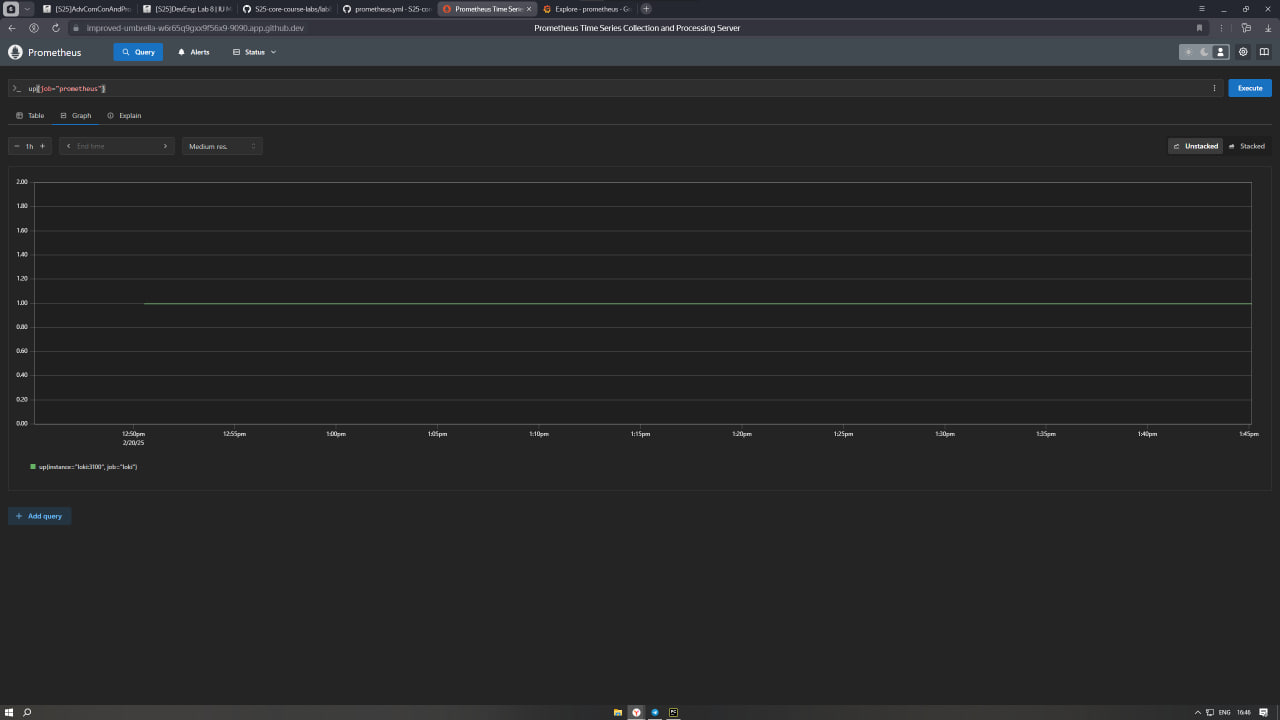 [S25]AdvComConAndPro
[S25]DevEng: Lab 8 | IU M
S25-core-course-labs/lab8
prometheus.yml - S25-co
Prometheus Time Serie
Explore - prometheus - G
improved-umbrella-w6r65q9gxx9f56x9-9090.app.github.dev
Prometheus Time Series Collection and Processing Server
Prometheus
Query
Alerts
Status
>_ up{job="prometheus"}
Execute
Table
Graph
Explain
− 1h +
End time
Medium res.
Unstacked
Stacked
2.00
1.80
1.60
1.40
1.20
1.00
0.80
0.60
0.40
0.20
0.00
12:50pm 12:55pm 1:00pm 1:05pm 1:10pm 1:15pm 1:20pm 1:25pm 1:30pm 1:35pm 1:40pm 1:45pm
2/20/25
up{instance="loki:3100", job="loki"}
+ Add query
ENG
16:46